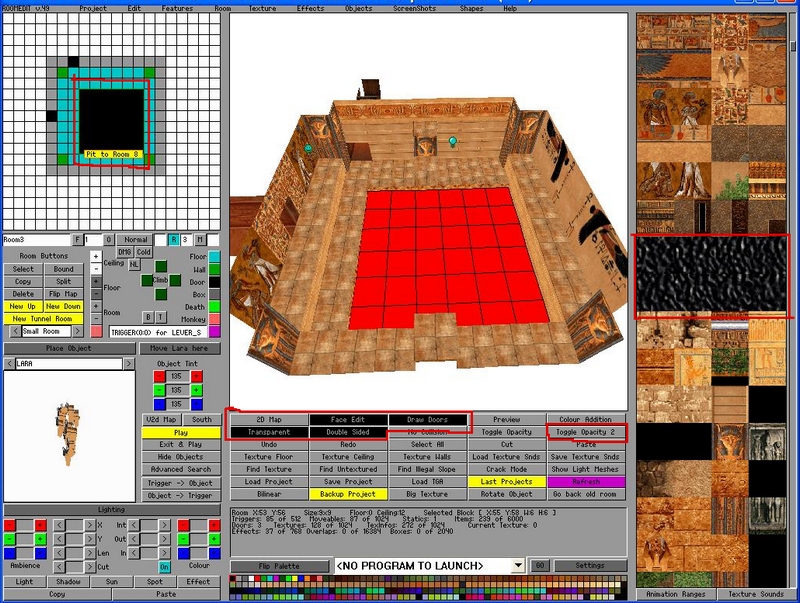 ROOMEDIT v.49 Project Edit Features Room Texture Effects Objects ScreenShots Shapes Help
Pit to Room 8
Room3 F 1 0 Normal R 3 M
DMG Cold
Room Buttons + Ceiling NL Floor
Select Bound - Wall
Copy Split + Climb Door
Delete Flip Map - Floor Box
New Up New Down + Death
New Tunnel Room - Room B 1 Monkey
< Small Room > TRIGGER(0:0) for LEVER_S
Place Object Move Lara here
< LARA >
Object Tint
- 135 +
- 135 +
- 135 +
V2d Map South
Play
Exit & Play
Hide Objects
Advanced Search
Trigger -> Object
Object -> Trigger
2D Map Face Edit Draw Doors Preview Colour Addition
Transparent Double Sided No Collision Toggle Opacity Toggle Opacity 2
Undo Redo Select All Cut Paste
Texture Floor Texture Ceiling Texture Walls Load Texture Snds Save Texture Snds
Find Texture Find Untextured Find Illegal Slope Crack Mode Show Light Meshes
Load Project Save Project Load TGA Last Projects Refresh
Bilinear Backup Project Big Texture Rotate Object Go back old room
Lighting
- + < > X Int < > - +
- + < > Y Out < > - +
- + < > Z Len In < > - +
Ambience < > Cut On Colour
Light Shadow Sun Spot Effect
Copy Paste
Room X:53 Y:56 Size:9x9 Floor:0 Ceiling:12 Selected Block [ X:55 Y:58 W:6 H:6 ]
Triggers: 85 of 512 Moveables: 87 of 1024 Statics: 1 Items: 239 of 6000
Doors: 3 Textures: 128 of 1024 TexInfos: 272 of 1024 Current Texture: 0
Effects: 37 of 768 Overlaps: 0 of 16384 Boxes: 0 of 2040
Flip Palette <NO PROGRAM TO LAUNCH> GO Settings
Animation Ranges Texture Sounds